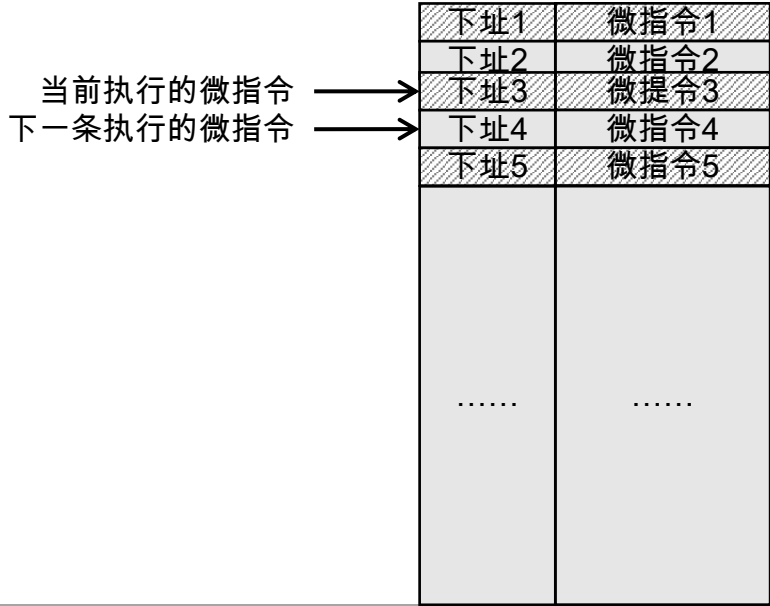 下址1 微指令1
下址2 微指令2
当前执行的微指令 下址3 微提令3
下一条执行的微指令 下址4 微指令4
下址5 微指令5
…… ……